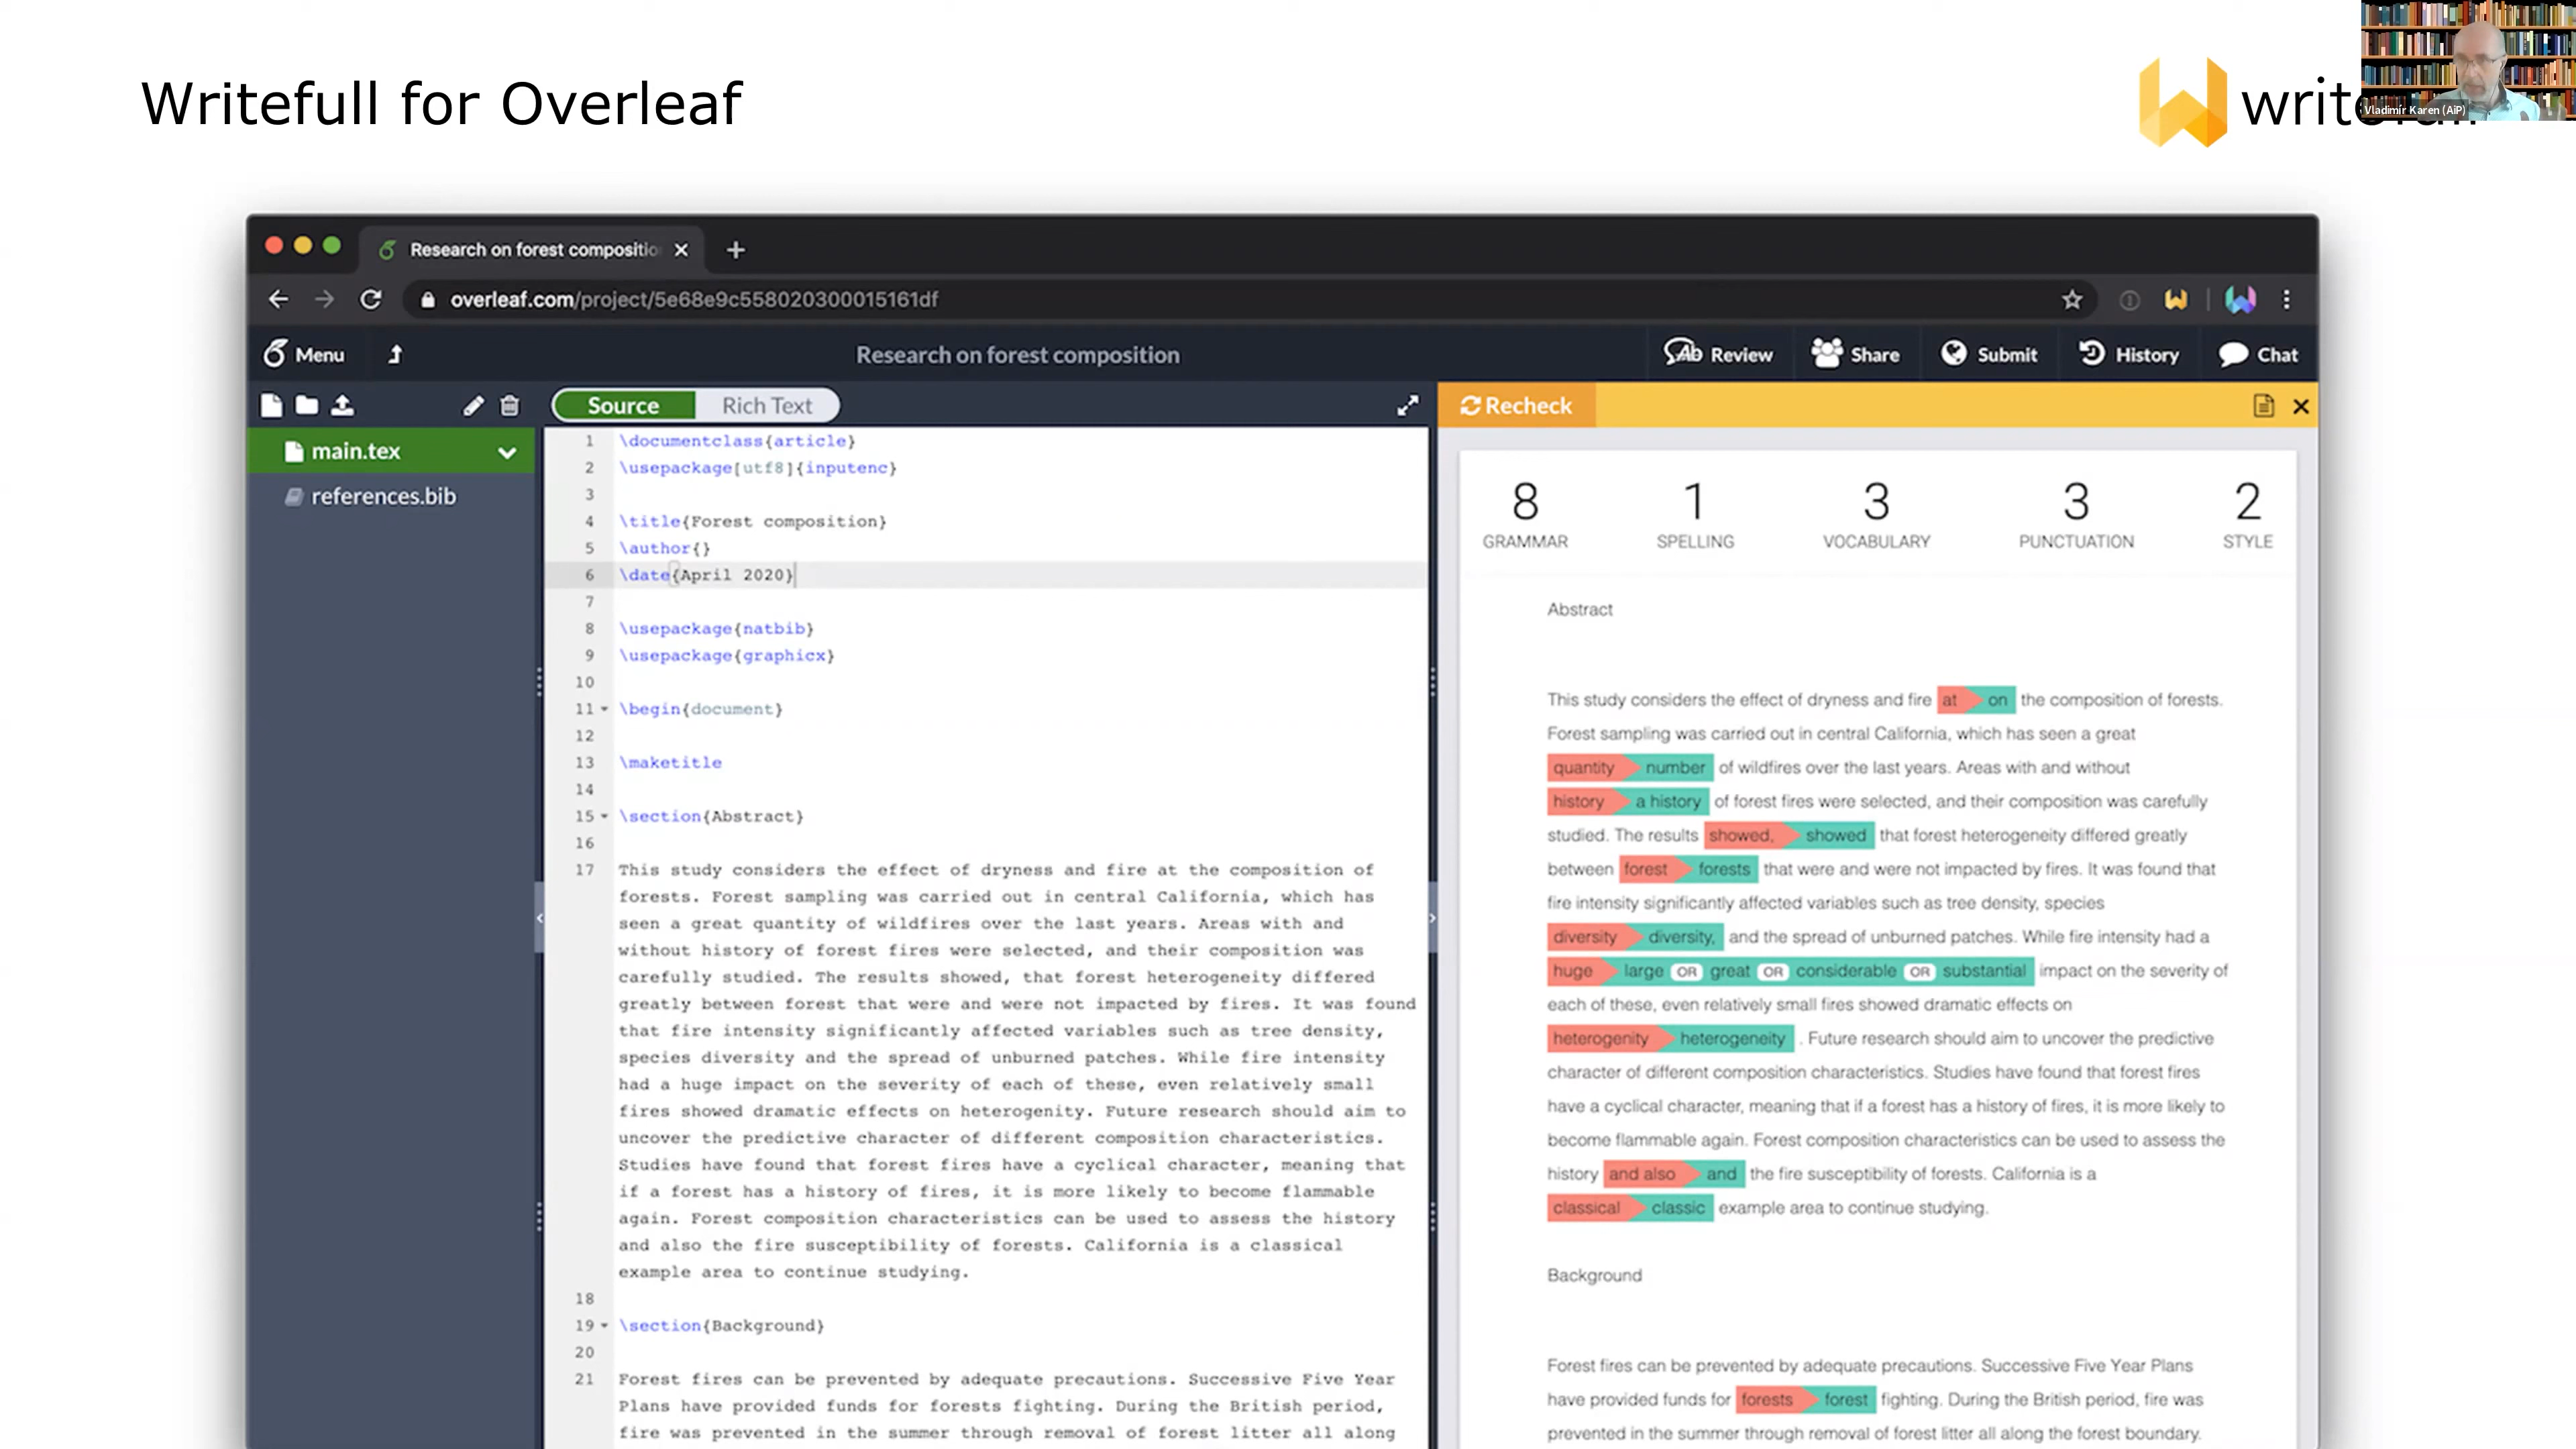 Writefull for Overleaf
Vladimír Karen (AiP)
Research on forest compositio
overleaf.com/project/5e68e9c558020300015161df
Menu
Research on forest composition
Review
Share
Submit
History
Chat
Source
Rich Text
Recheck
main.tex
references.bib
1 \documentclass{article}
2 \usepackage[utf8]{inputenc}
3
4 \title{Forest composition}
5 \author{}
6 \date{April 2020}
7
8 \usepackage{natbib}
9 \usepackage{graphicx}
10
11 \begin{document}
12
13 \maketitle
14
15 \section{Abstract}
16
17 This study considers the effect of dryness and fire at the composition of
forests. Forest sampling was carried out in central California, which has
seen a great quantity of wildfires over the last years. Areas with and
without history of forest fires were selected, and their composition was
carefully studied. The results showed, that forest heterogeneity differed
greatly between forest that were and were not impacted by fires. It was found
that fire intensity significantly affected variables such as tree density,
species diversity and the spread of unburned patches. While fire intensity
had a huge impact on the severity of each of these, even relatively small
fires showed dramatic effects on heterogenity. Future research should aim to
uncover the predictive character of different composition characteristics.
Studies have found that forest fires have a cyclical character, meaning that
if a forest has a history of fires, it is more likely to become flammable
again. Forest composition characteristics can be used to assess the history
and also the fire susceptibility of forests. California is a classical
example area to continue studying.
18
19 \section{Background}
20
21 Forest fires can be prevented by adequate precautions. Successive Five Year
Plans have provided funds for forests fighting. During the British period,
fire was prevented in the summer through removal of forest litter all along
8 1 3 3 2
GRAMMAR SPELLING VOCABULARY PUNCTUATION STYLE
Abstract
This study considers the effect of dryness and fire at on the composition of forests.
Forest sampling was carried out in central California, which has seen a great
quantity number of wildfires over the last years. Areas with and without
history a history of forest fires were selected, and their composition was carefully
studied. The results showed, showed that forest heterogeneity differed greatly
between forest forests that were and were not impacted by fires. It was found that
fire intensity significantly affected variables such as tree density, species
diversity diversity, and the spread of unburned patches. While fire intensity had a
huge large OR great OR considerable OR substantial impact on the severity of
each of these, even relatively small fires showed dramatic effects on
heterogenity heterogeneity . Future research should aim to uncover the predictive
character of different composition characteristics. Studies have found that forest fires
have a cyclical character, meaning that if a forest has a history of fires, it is more likely to
become flammable again. Forest composition characteristics can be used to assess the
history and also and the fire susceptibility of forests. California is a
classical classic example area to continue studying.
Background
Forest fires can be prevented by adequate precautions. Successive Five Year Plans
have provided funds for forests forest fighting. During the British period, fire was
prevented in the summer through removal of forest litter all along the forest boundary.